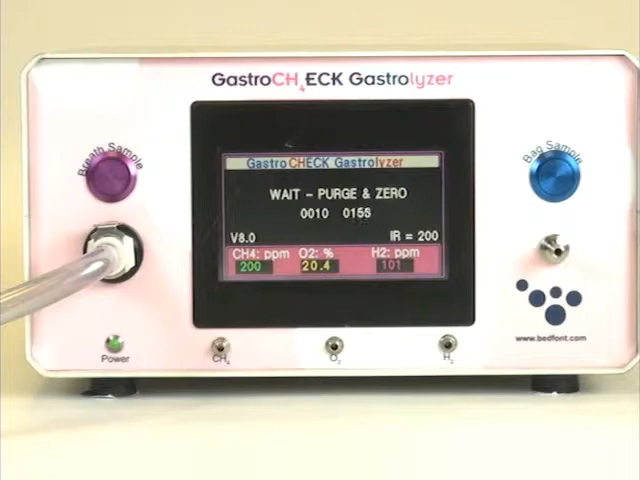 GastroCH₄ECK Gastrolyzer
Breath Sample
Bag Sample
GastroCHECK Gastrolyzer
WAIT - PURGE & ZERO
0010 0155
V8.0 IR = 200
CH4: ppm O2: % H2: ppm
200 20.4 101
www.bedfont.com
Power
CH₄ O₂ H₂